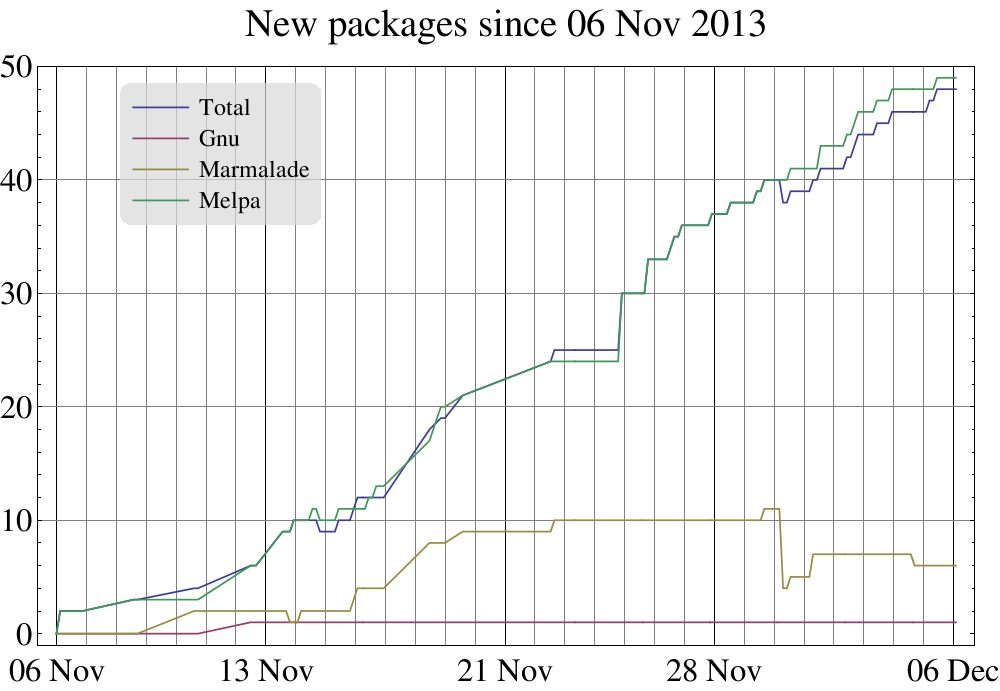 New packages since 06 Nov 2013
50
40
30
20
10
0
Total
Gnu
Marmalade
Melpa
06 Nov 13 Nov 21 Nov 28 Nov 06 Dec